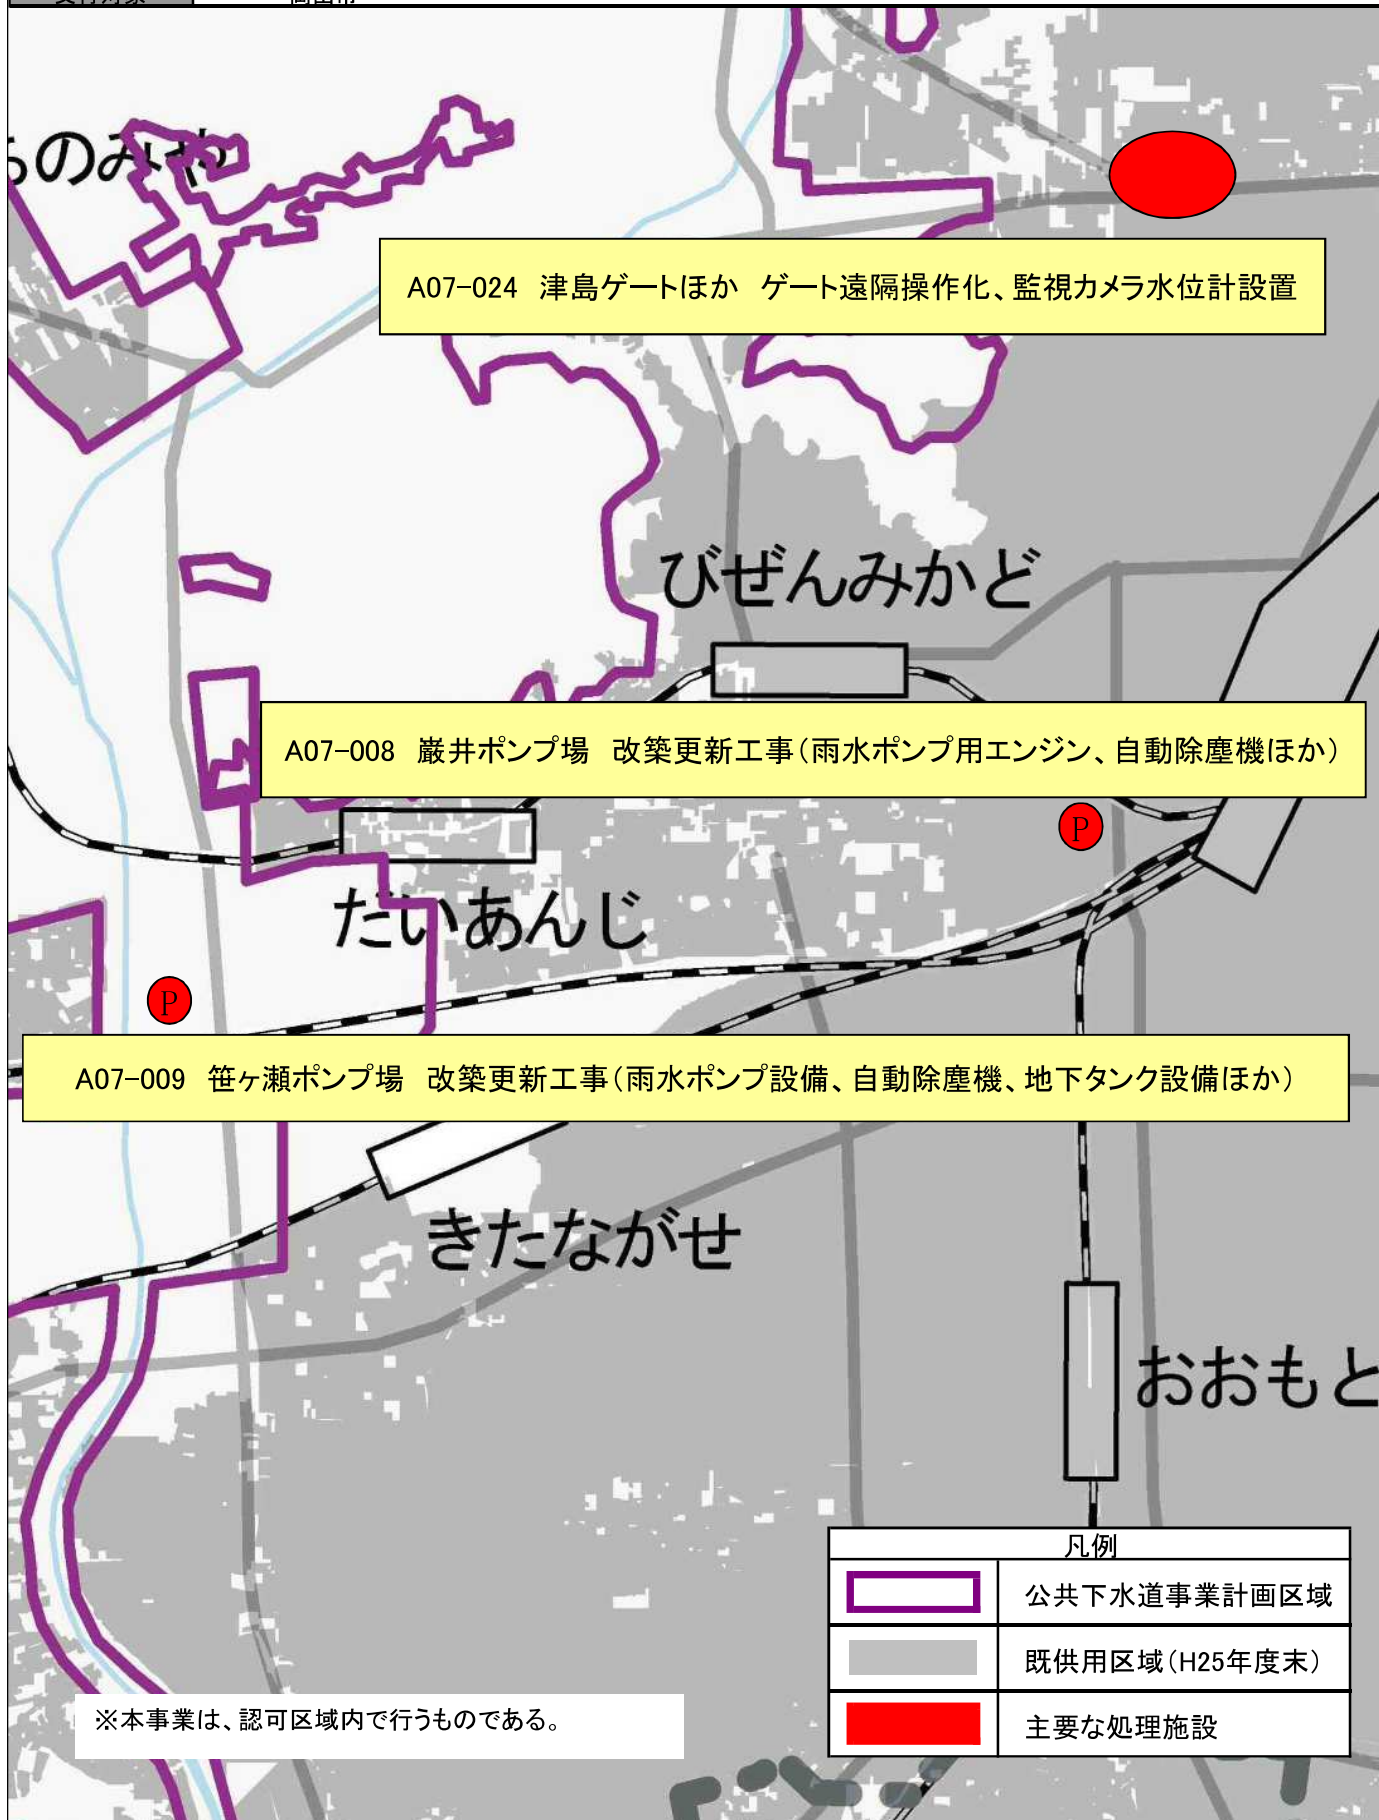 ちのみや
A07-024 津島ゲートほか ゲート遠隔操作化、監視カメラ水位計設置
びぜんみかど
A07-008 巌井ポンプ場 改築更新工事（雨水ポンプ用エンジン、自動除塵機ほか）
P
だいあんじ
P
A07-009 笹ヶ瀬ポンプ場 改築更新工事（雨水ポンプ設備、自動除塵機、地下タンク設備ほか）
きたながせ
おおもと
凡例
公共下水道事業計画区域
既供用区域（H25年度末）
主要な処理施設
※本事業は、認可区域内で行うものである。